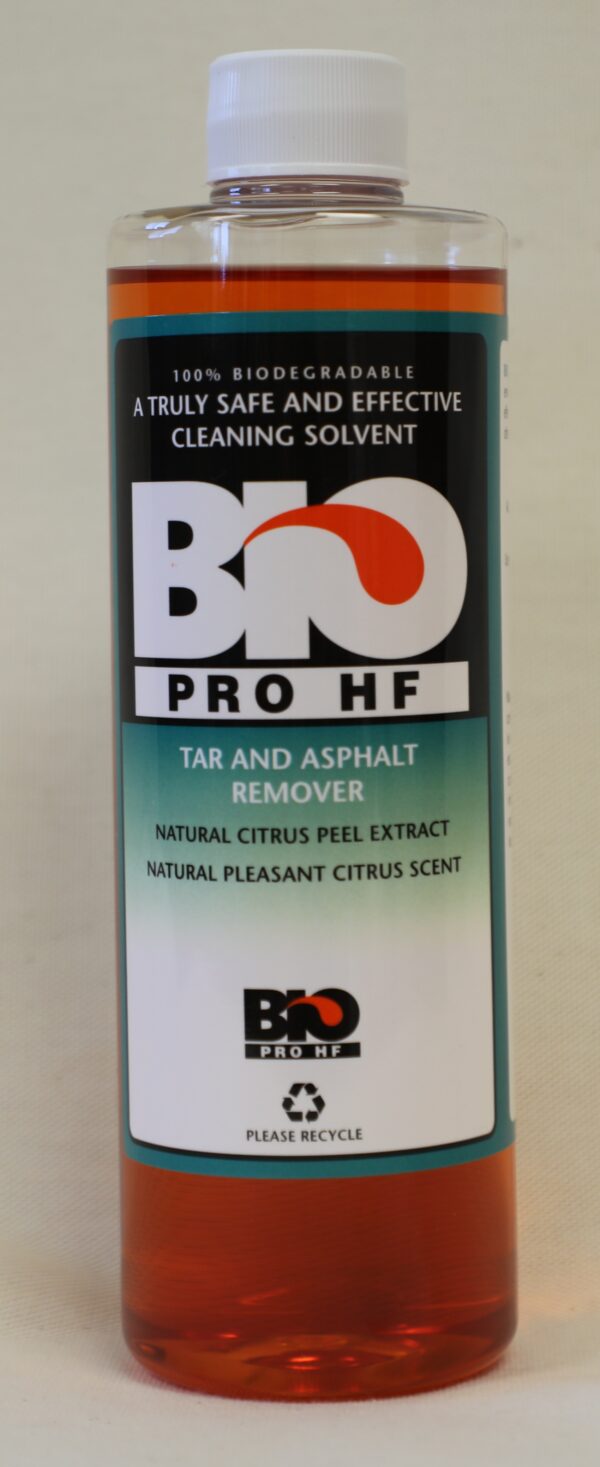 100% BIODEGRADABLE
A TRULY SAFE AND EFFECTIVE
CLEANING SOLVENT
BIO
PRO HF
TAR AND ASPHALT
REMOVER
NATURAL CITRUS PEEL EXTRACT
NATURAL PLEASANT CITRUS SCENT
BIO
PRO HF
PLEASE RECYCLE